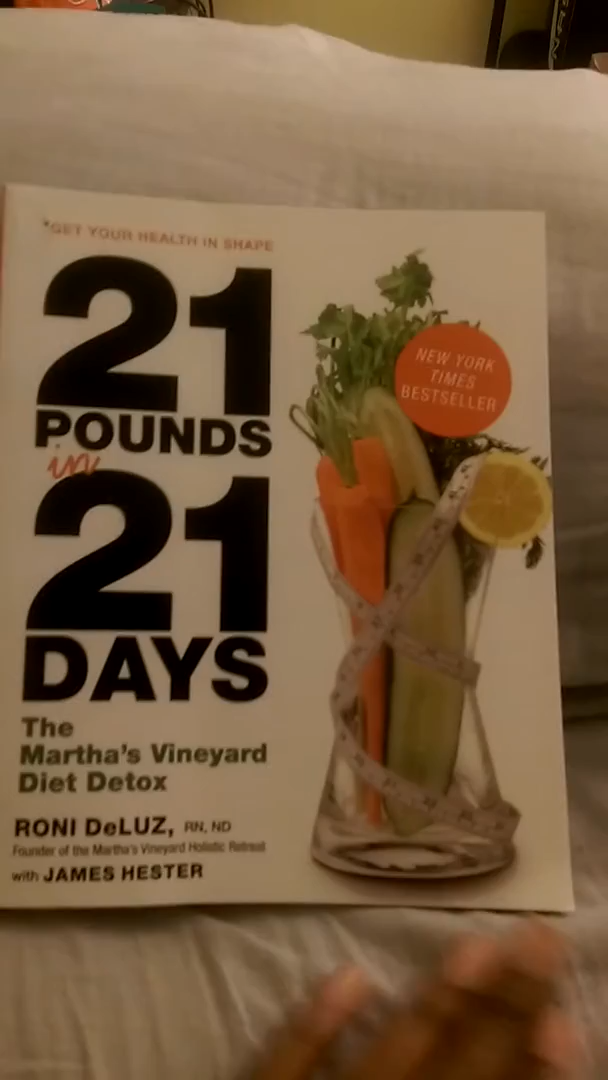 *GET YOUR HEALTH IN SHAPE
21
POUNDS
in
21
DAYS
The
Martha's Vineyard
Diet Detox
RONI DeLUZ, RN, ND
Founder of the Martha's Vineyard Holistic Retreat
with JAMES HESTER
NEW YORK
TIMES
BESTSELLER